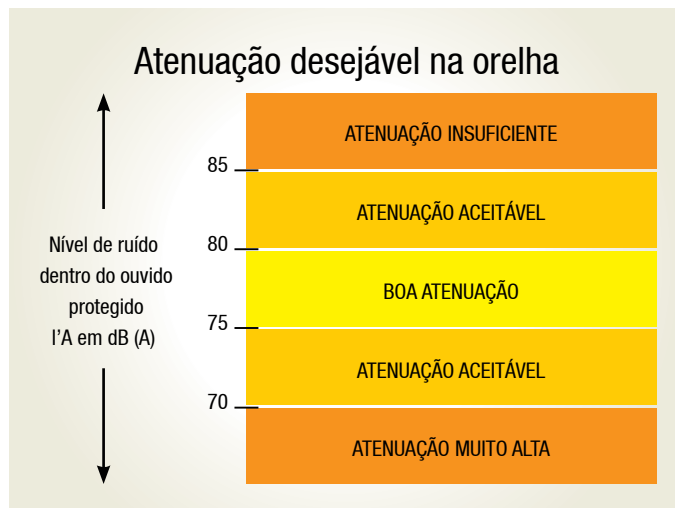 Atenuação desejável na orelha
ATENUAÇÃO INSUFICIENTE
85
ATENUAÇÃO ACEITÁVEL
80
Nível de ruído
dentro do ouvido
protegido
l'A em dB (A)
BOA ATENUAÇÃO
75
ATENUAÇÃO ACEITÁVEL
70
ATENUAÇÃO MUITO ALTA